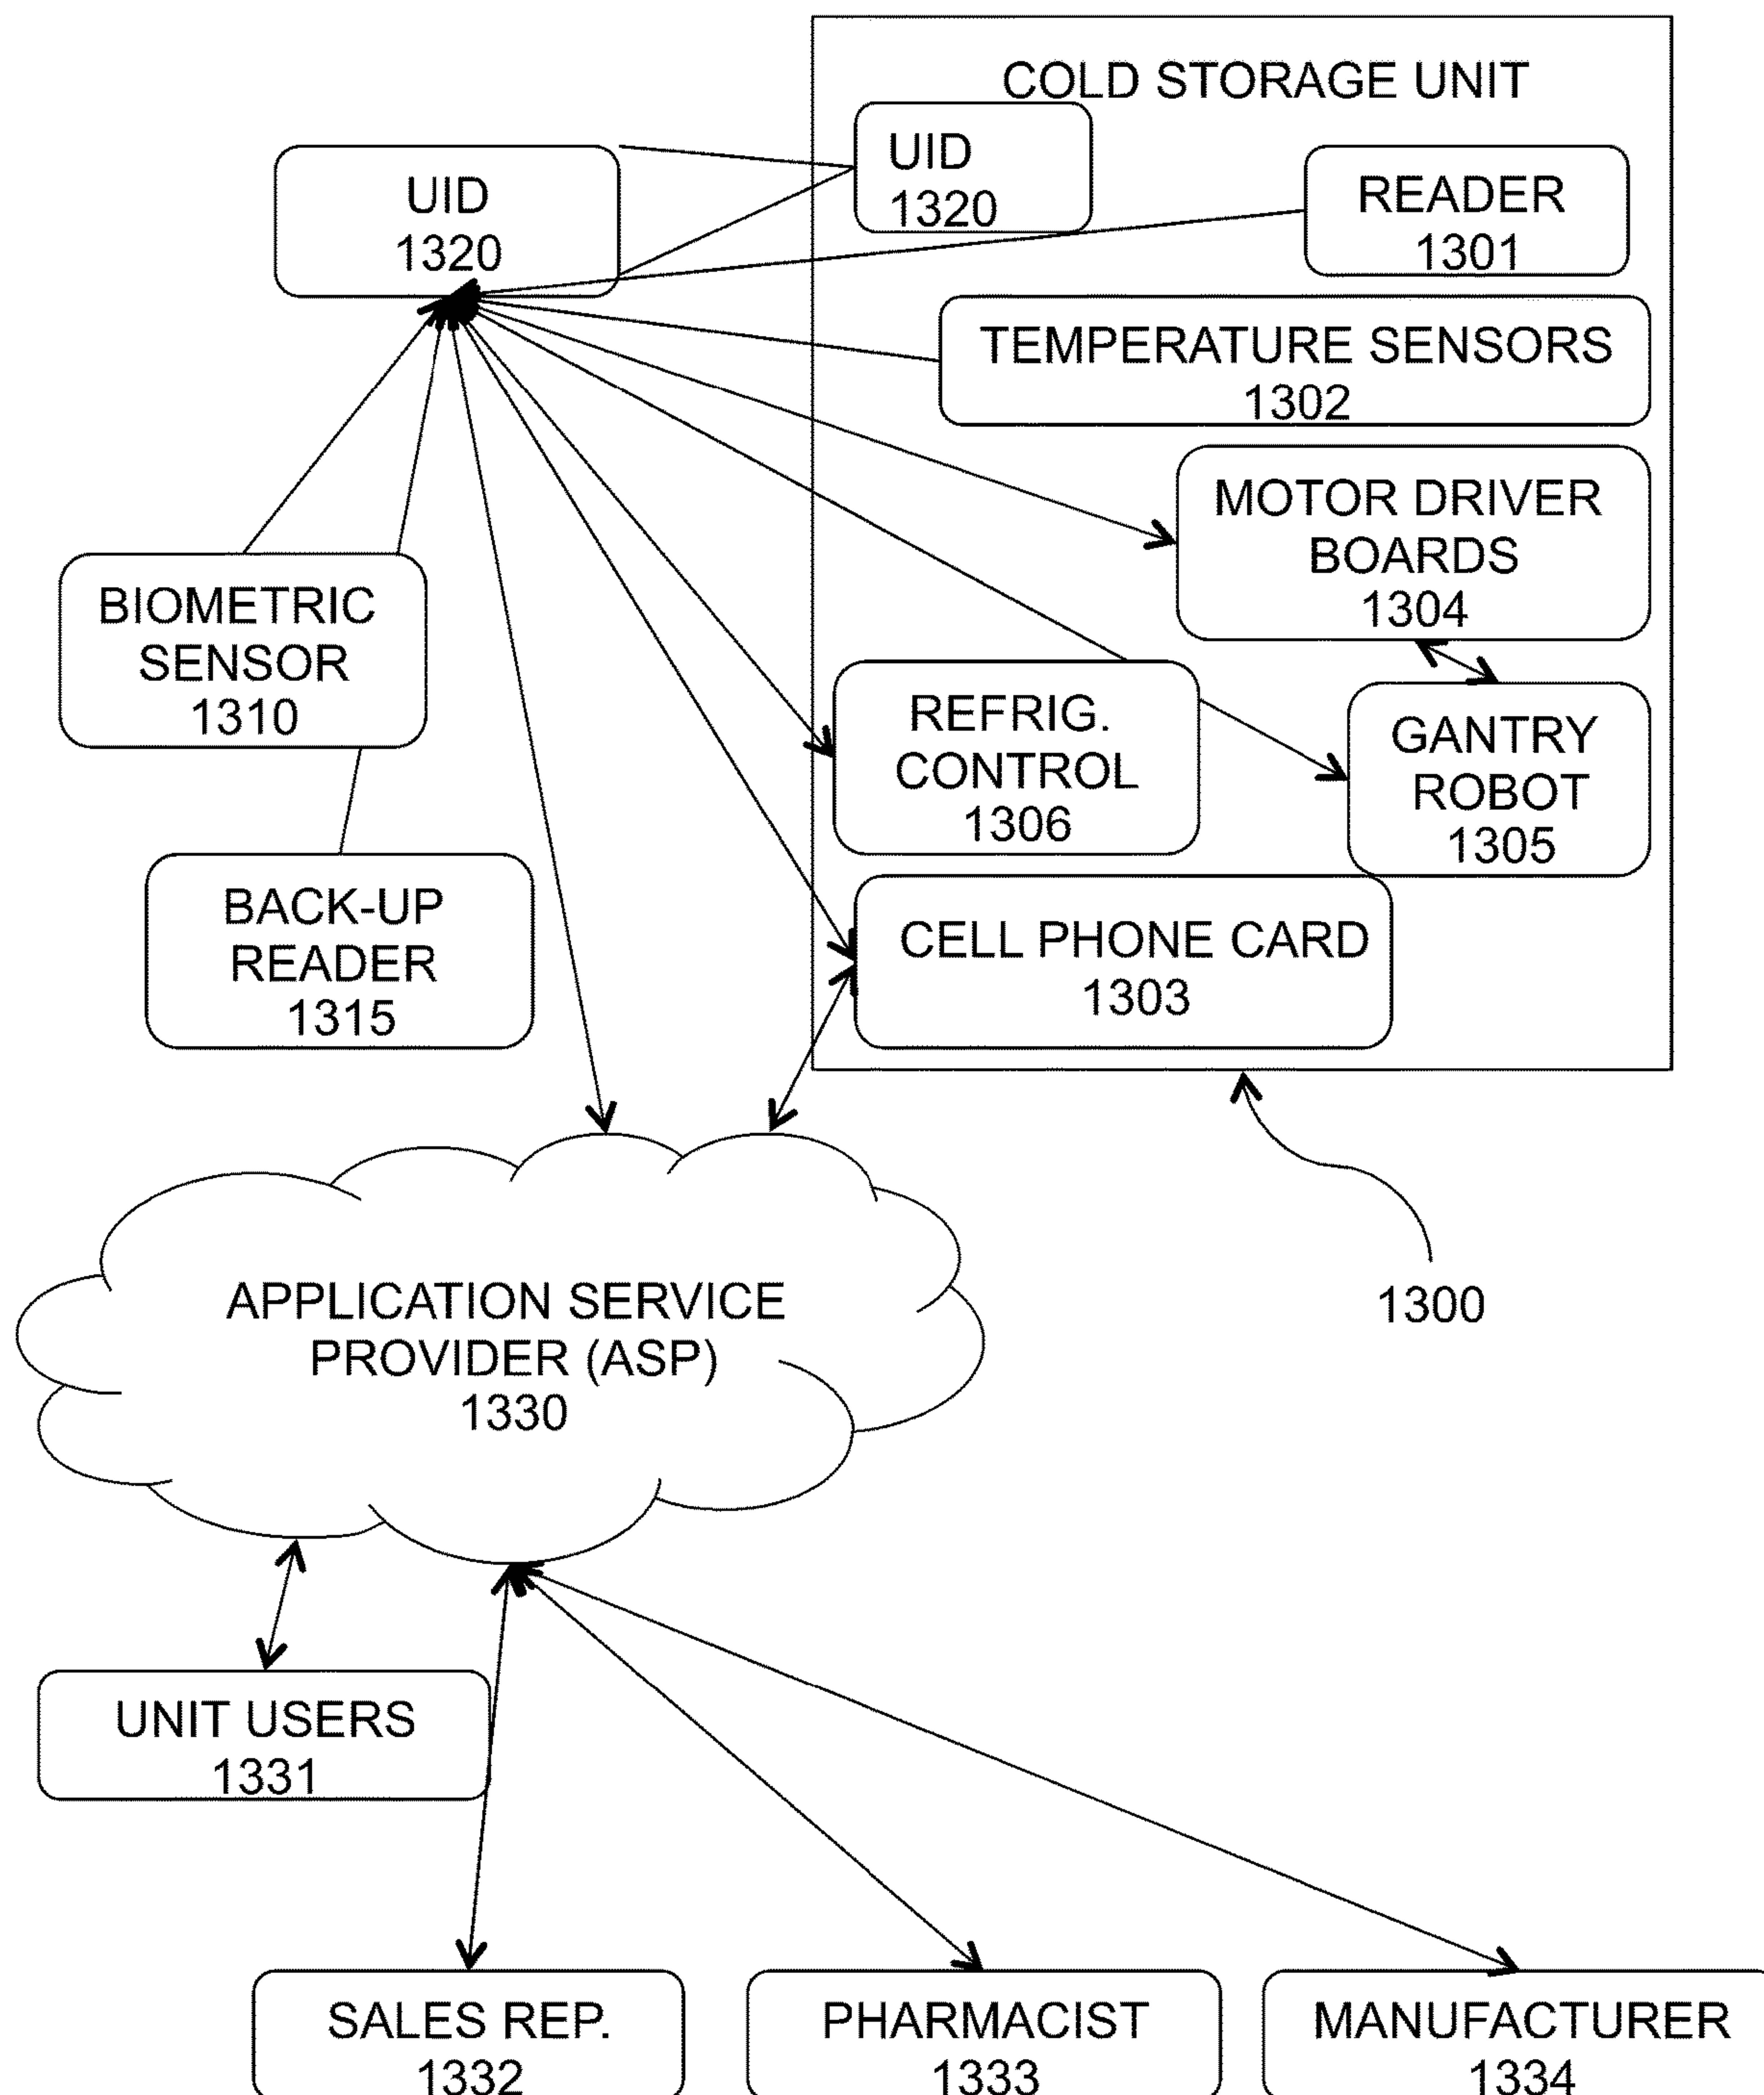 COLD STORAGE UNIT
UID
1320
UID
1320
READER
1301
TEMPERATURE SENSORS
1302
MOTOR DRIVER
BOARDS
1304
BIOMETRIC
SENSOR
1310
REFRIG.
CONTROL
1306
GANTRY
ROBOT
1305
BACK-UP
READER
1315
CELL PHONE CARD
1303
1300
APPLICATION SERVICE
PROVIDER (ASP)
1330
UNIT USERS
1331
SALES REP.
1332
PHARMACIST
1333
MANUFACTURER
1334